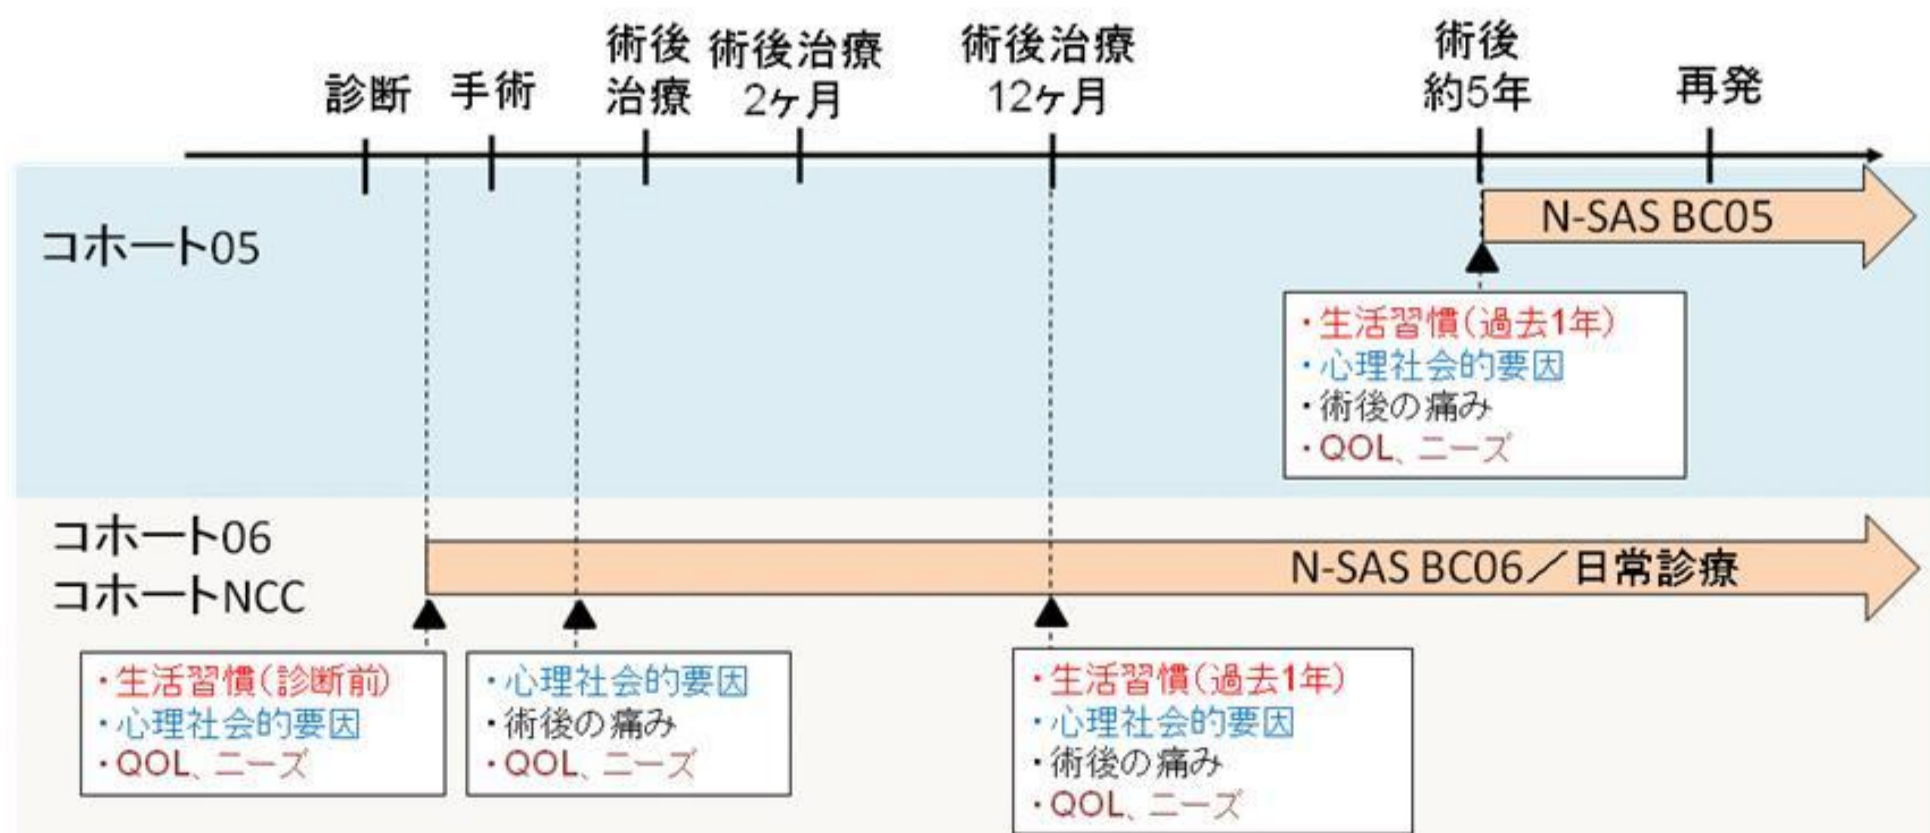 診断
手術
術後
治療
術後治療
2ヶ月
術後治療
12ヶ月
術後
約5年
再発
コホート05
N-SAS BC05
・生活習慣(過去1年)
・心理社会的要因
・術後の痛み
・QOL、ニーズ
コホート06
コホートNCC
N-SAS BC06／日常診療
・生活習慣(診断前)
・心理社会的要因
・QOL、ニーズ
・心理社会的要因
・術後の痛み
・QOL、ニーズ
・生活習慣(過去1年)
・心理社会的要因
・術後の痛み
・QOL、ニーズ